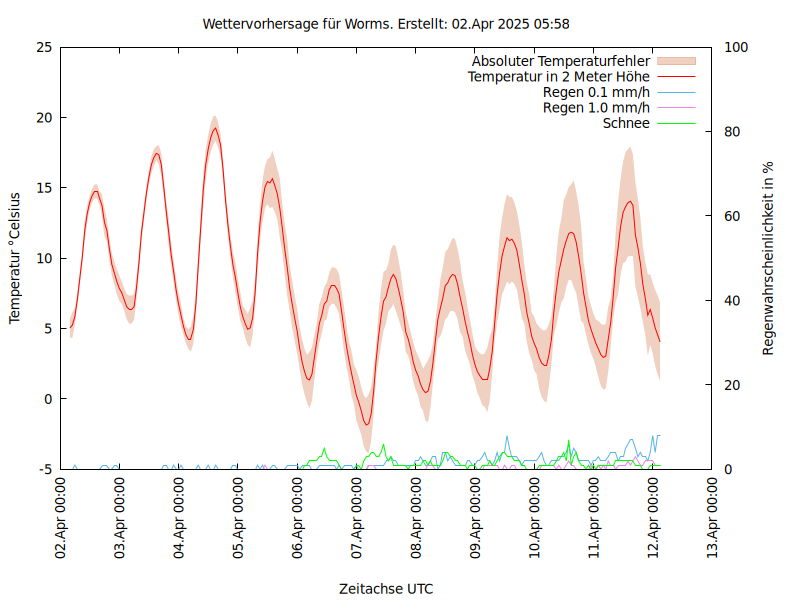 Wettervorhersage für Worms. Erstellt: 02.Apr 2025 05:58
Absoluter Temperaturfehler
Temperatur in 2 Meter Höhe
Regen 0.1 mm/h
Regen 1.0 mm/h
Schnee
Temperatur °Celsius
25
20
15
10
5
0
-5
Regenwahrscheinlichkeit in %
100
80
60
40
20
0
02.Apr 00:00
03.Apr 00:00
04.Apr 00:00
05.Apr 00:00
06.Apr 00:00
07.Apr 00:00
08.Apr 00:00
09.Apr 00:00
10.Apr 00:00
11.Apr 00:00
12.Apr 00:00
13.Apr 00:00
Zeitachse UTC